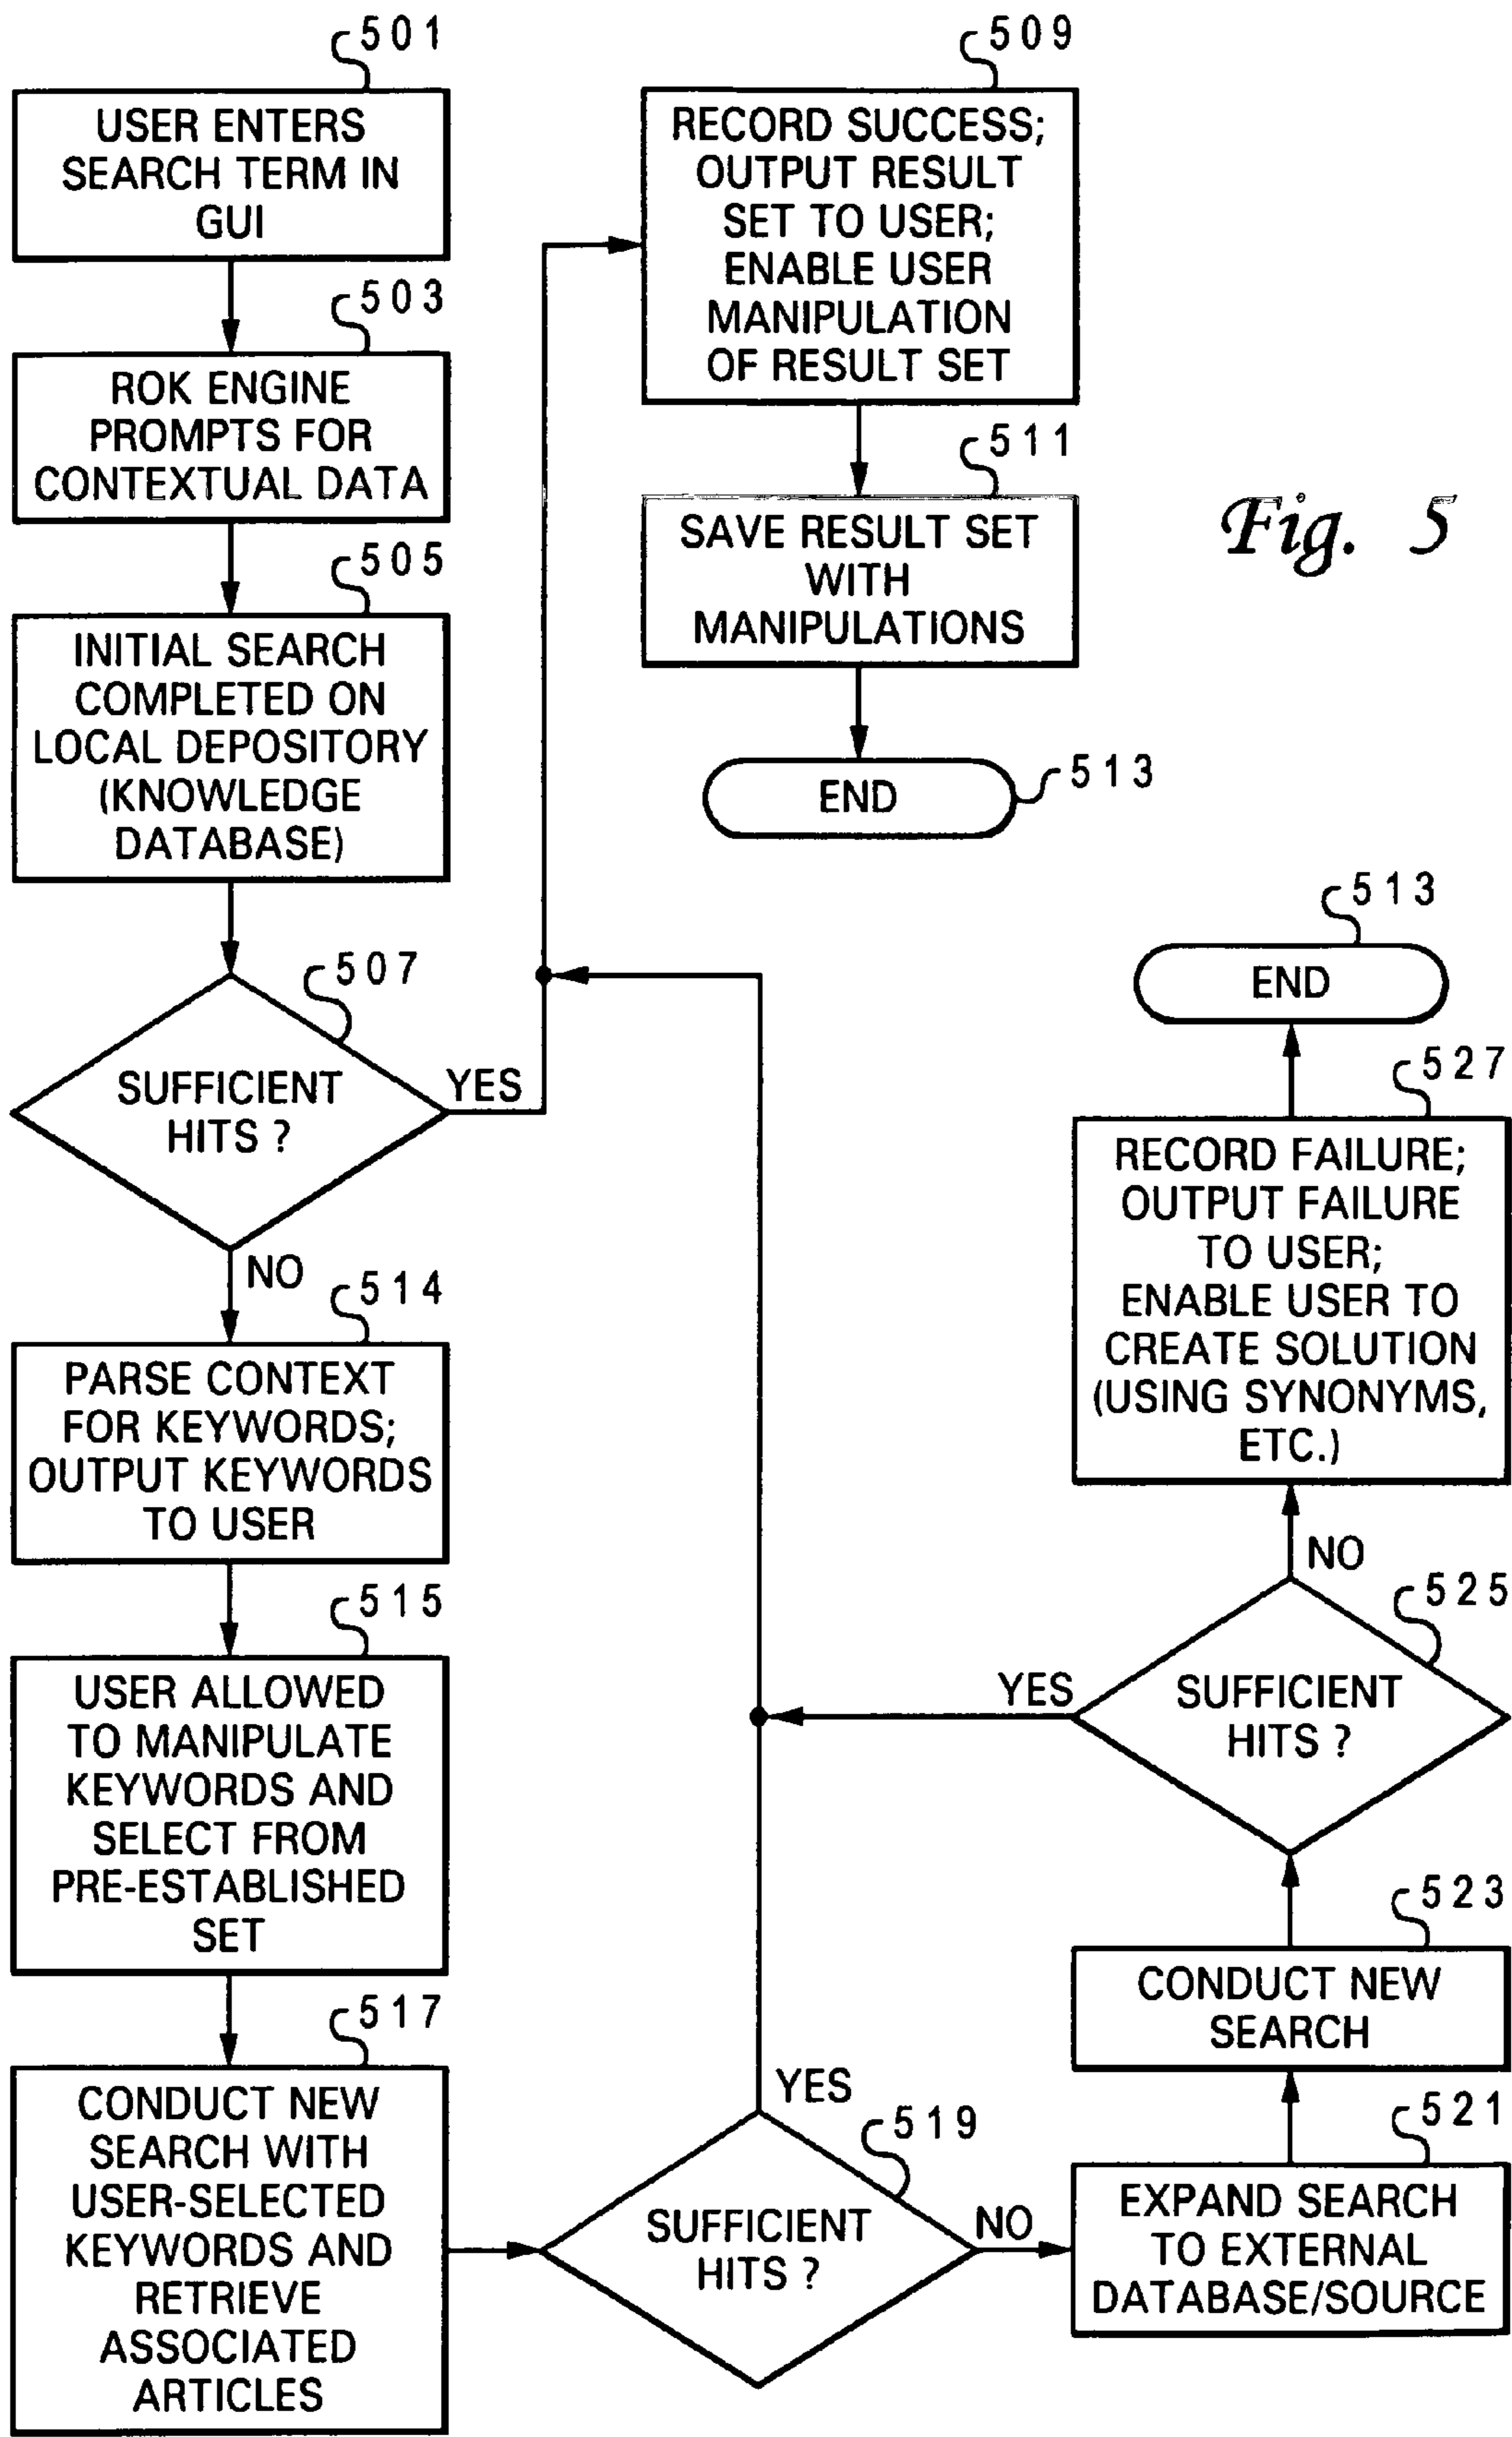 501
USER ENTERS
SEARCH TERM IN
GUI
503
ROK ENGINE
PROMPTS FOR
CONTEXTUAL DATA
505
INITIAL SEARCH
COMPLETED ON
LOCAL DEPOSITORY
(KNOWLEDGE
DATABASE)
507
SUFFICIENT
HITS ?
YES
NO
509
RECORD SUCCESS;
OUTPUT RESULT
SET TO USER;
ENABLE USER
MANIPULATION
OF RESULT SET
511
SAVE RESULT SET
WITH
MANIPULATIONS
END
513
Fig. 5
514
PARSE CONTEXT
FOR KEYWORDS;
OUTPUT KEYWORDS
TO USER
515
USER ALLOWED
TO MANIPULATE
KEYWORDS AND
SELECT FROM
PRE-ESTABLISHED
SET
517
CONDUCT NEW
SEARCH WITH
USER-SELECTED
KEYWORDS AND
RETRIEVE
ASSOCIATED
ARTICLES
519
SUFFICIENT
HITS ?
YES
NO
521
EXPAND SEARCH
TO EXTERNAL
DATABASE/SOURCE
523
CONDUCT NEW
SEARCH
525
SUFFICIENT
HITS ?
YES
NO
527
RECORD FAILURE;
OUTPUT FAILURE
TO USER;
ENABLE USER TO
CREATE SOLUTION
(USING SYNONYMS,
ETC.)
513
END